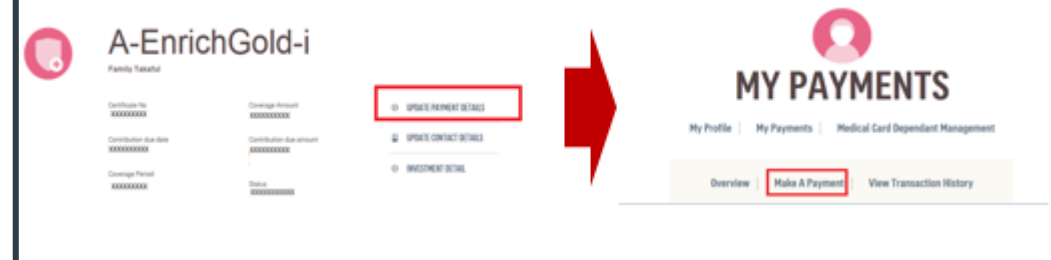 A-EnrichGold-i
Family Takaful
Certificate No
XXXXXXXXX
Coverage Amount
XXXXXXXXXX
UPDATE PAYMENT DETAILS
Contribution due date
XXXXXXXXXX
Contribution due amount
XXXXXXXXXX
UPDATE CONTACT DETAILS
Coverage Period
XXXXXXXXX
Status
XXXXXXXXXXX
INVESTMENT DETAIL
MY PAYMENTS
My Profile | My Payments | Medical Card Dependant Management
Overview | Make A Payment | View Transaction History